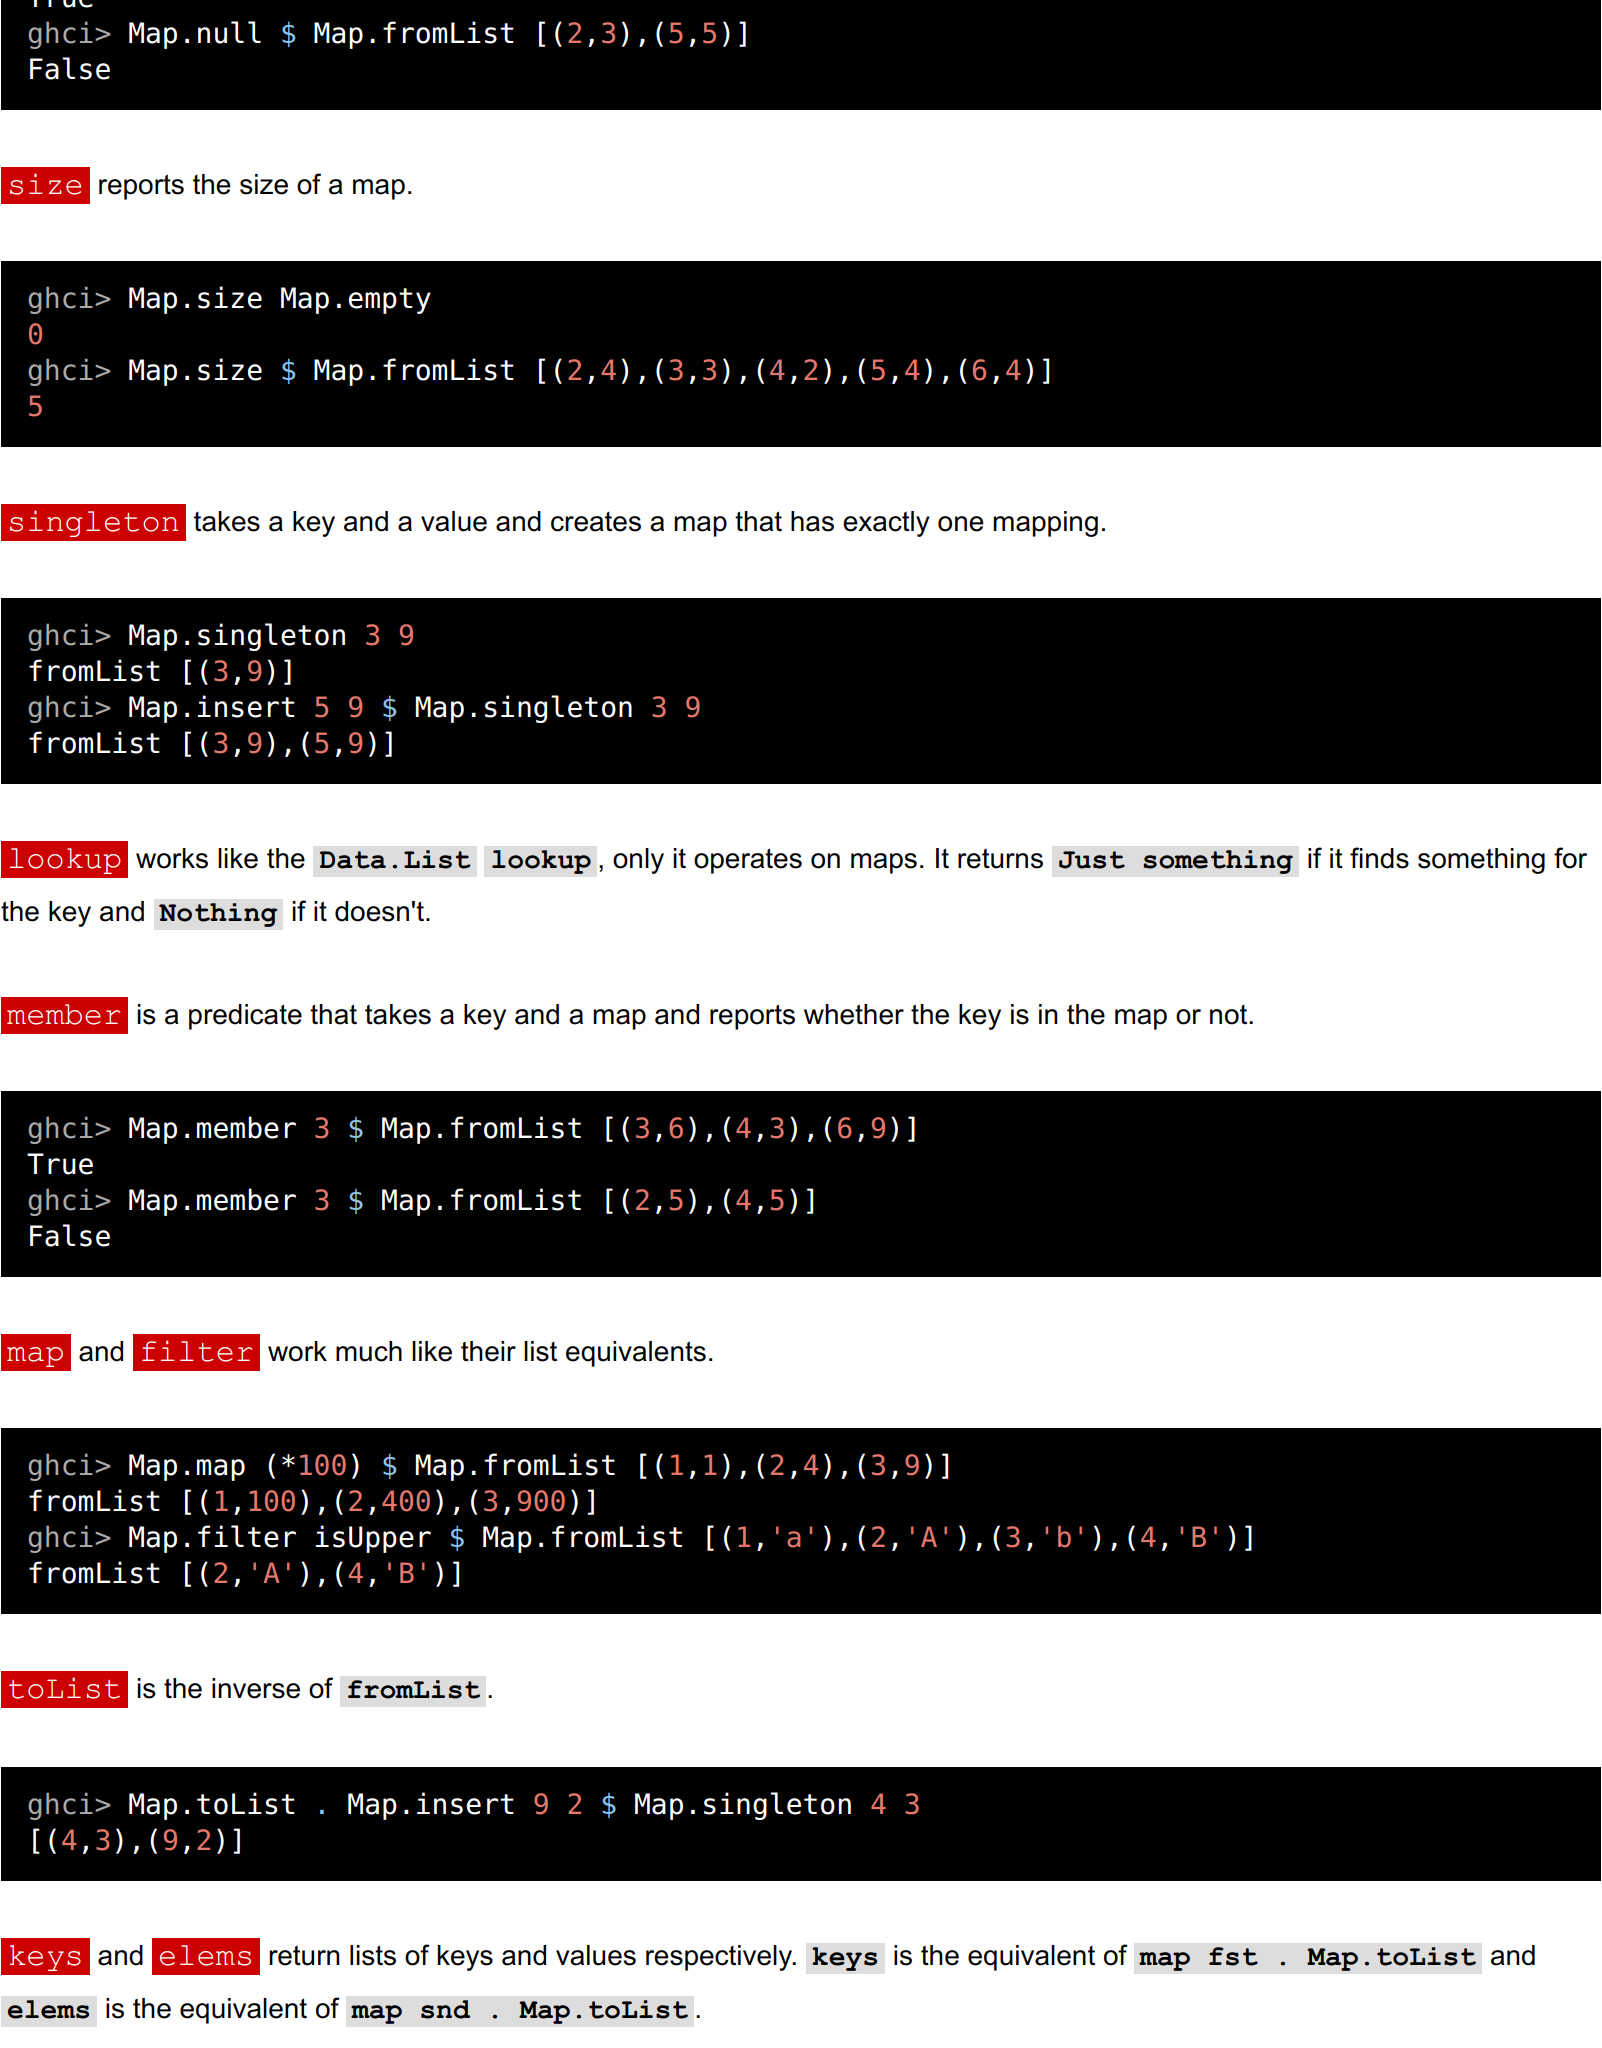 True
ghci> Map.null $ Map.fromList [(2,3),(5,5)]
False
size reports the size of a map.
ghci> Map.size Map.empty
0
ghci> Map.size $ Map.fromList [(2,4),(3,3),(4,2),(5,4),(6,4)]
5
singleton takes a key and a value and creates a map that has exactly one mapping.
ghci> Map.singleton 3 9
fromList [(3,9)]
ghci> Map.insert 5 9 $ Map.singleton 3 9
fromList [(3,9),(5,9)]
lookup works like the Data.List lookup, only it operates on maps. It returns Just something if it finds something for
the key and Nothing if it doesn't.
member is a predicate that takes a key and a map and reports whether the key is in the map or not.
ghci> Map.member 3 $ Map.fromList [(3,6),(4,3),(6,9)]
True
ghci> Map.member 3 $ Map.fromList [(2,5),(4,5)]
False
map and filter work much like their list equivalents.
ghci> Map.map (*100) $ Map.fromList [(1,1),(2,4),(3,9)]
fromList [(1,100),(2,400),(3,900)]
ghci> Map.filter isUpper $ Map.fromList [(1,'a'),(2,'A'),(3,'b'),(4,'B')]
fromList [(2,'A'),(4,'B')]
toList is the inverse of fromList.
ghci> Map.toList . Map.insert 9 2 $ Map.singleton 4 3
[(4,3),(9,2)]
keys and elems return lists of keys and values respectively. keys is the equivalent of map fst . Map.toList and
elems is the equivalent of map snd . Map.toList.